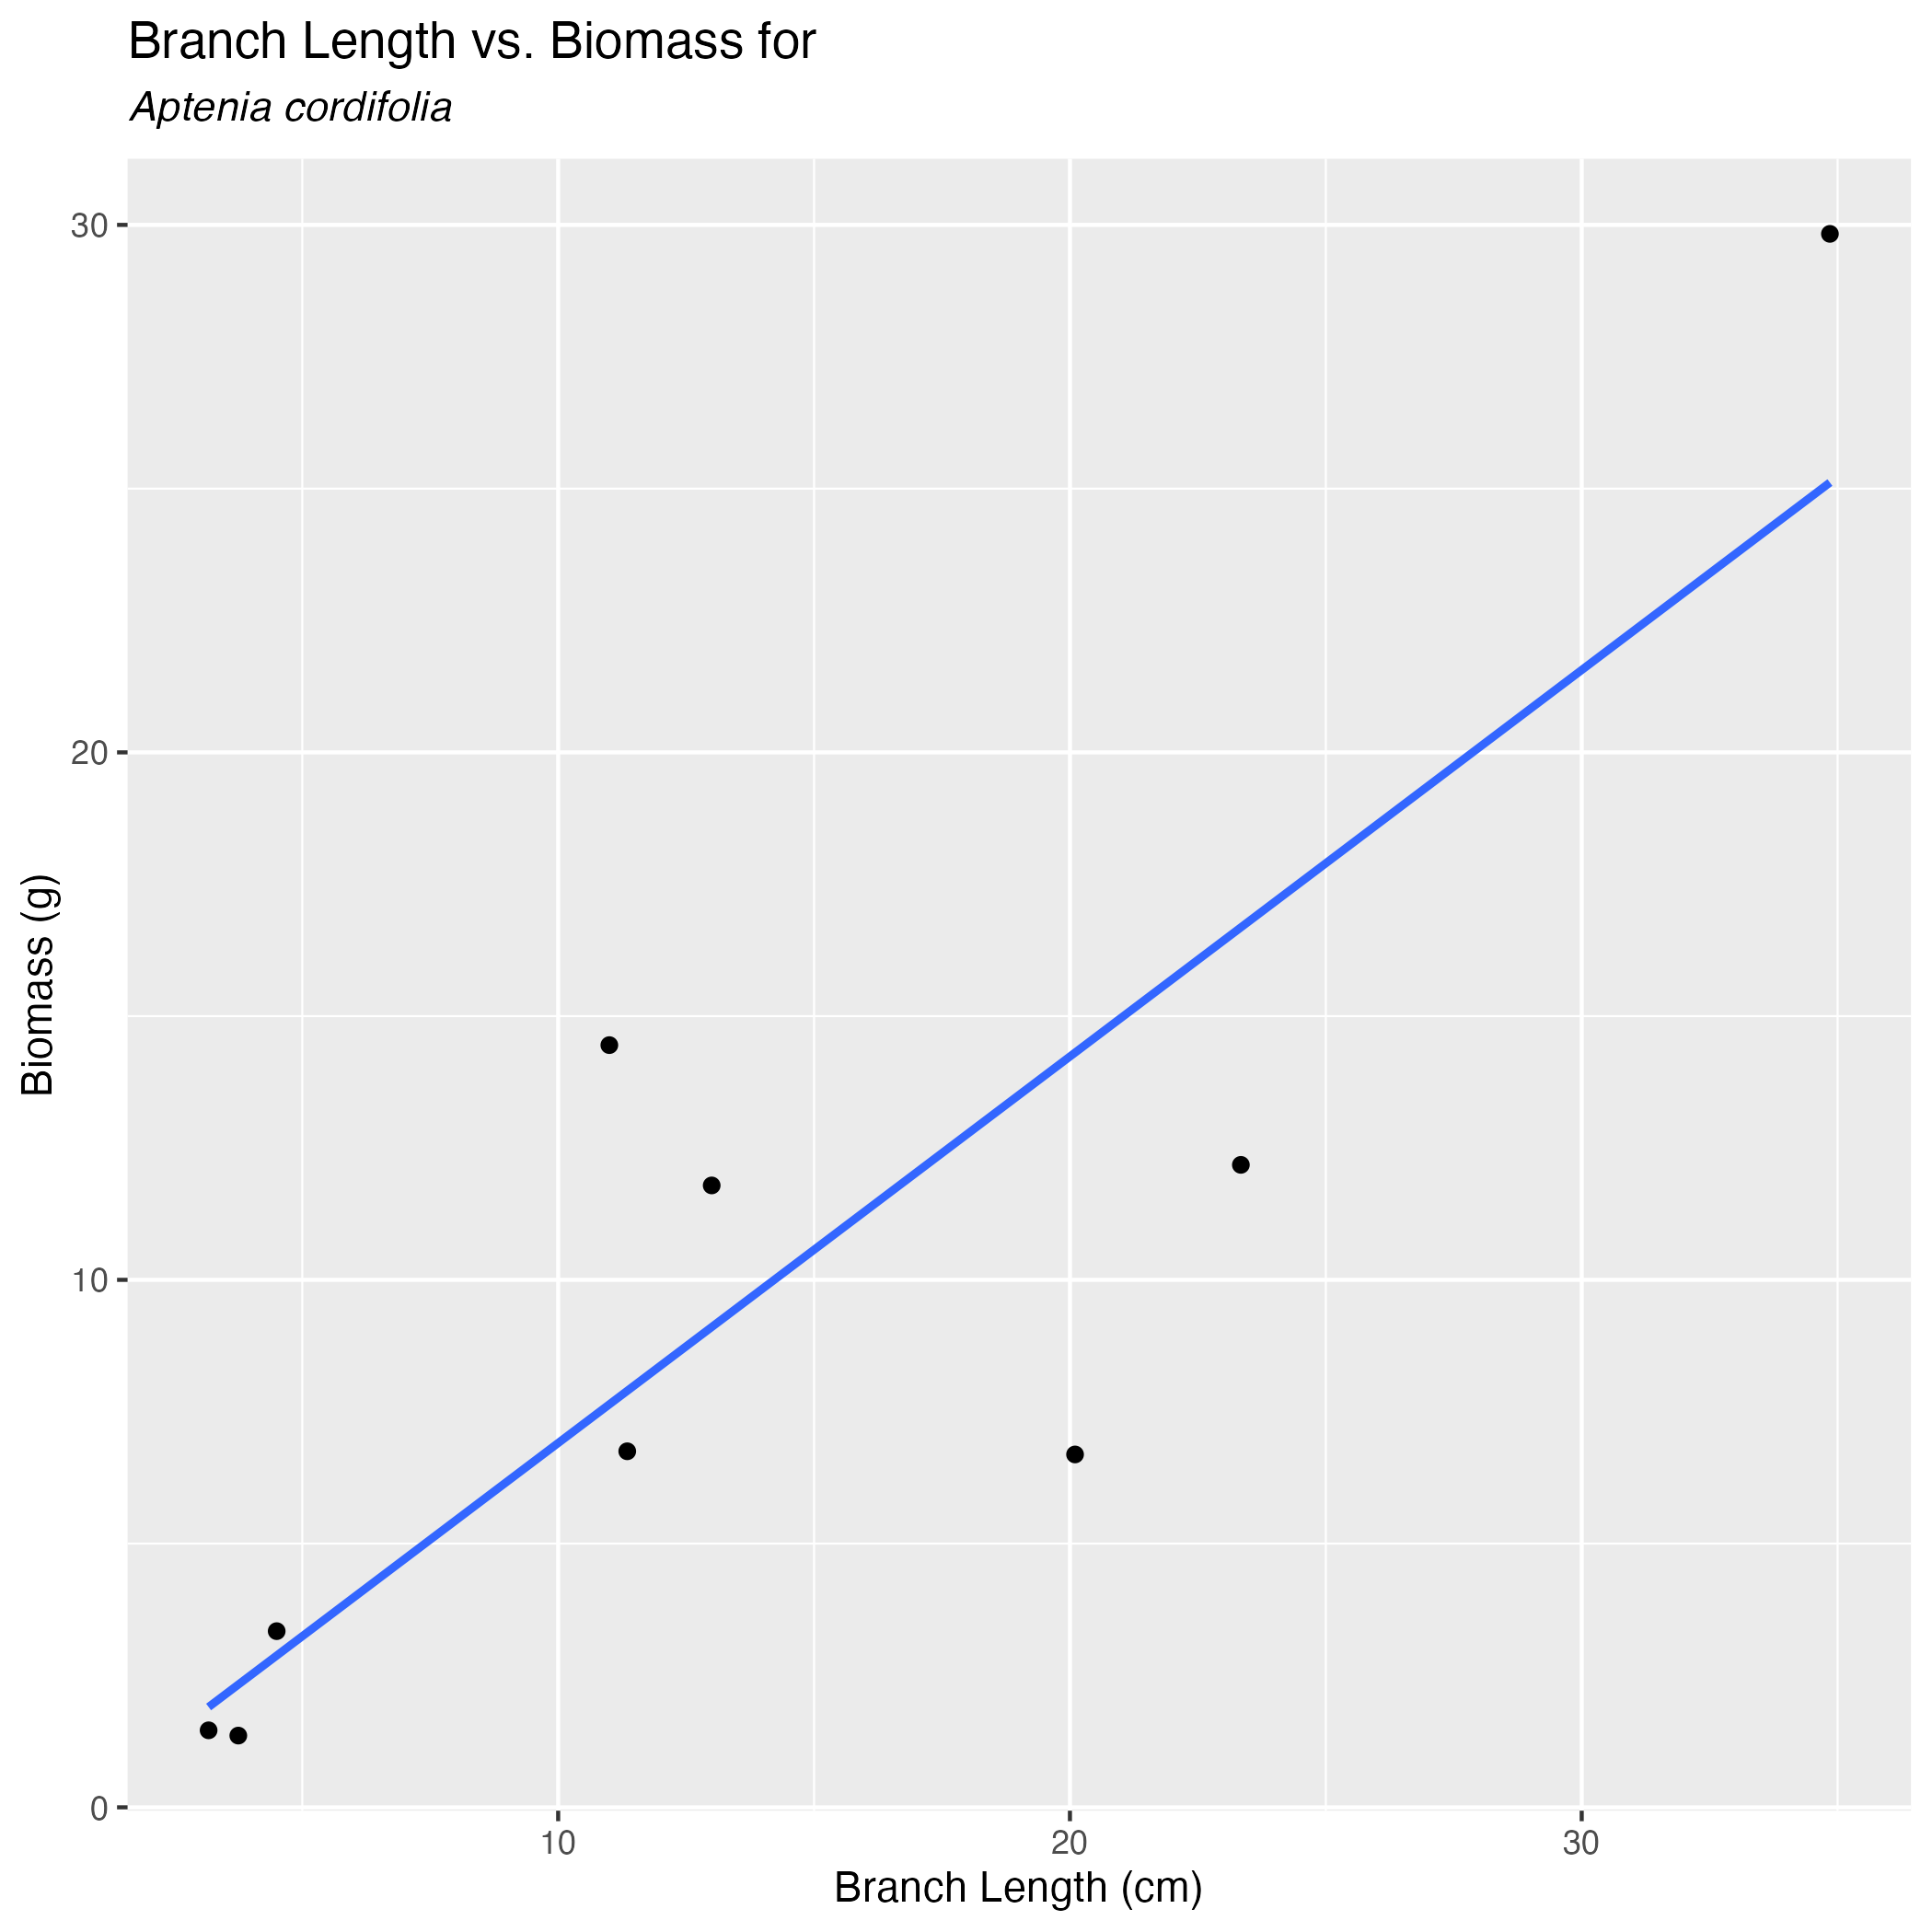 Branch Length vs. Biomass for
Aptenia cordifolia
30
20
10
0
Biomass (g)
10
20
30
Branch Length (cm)